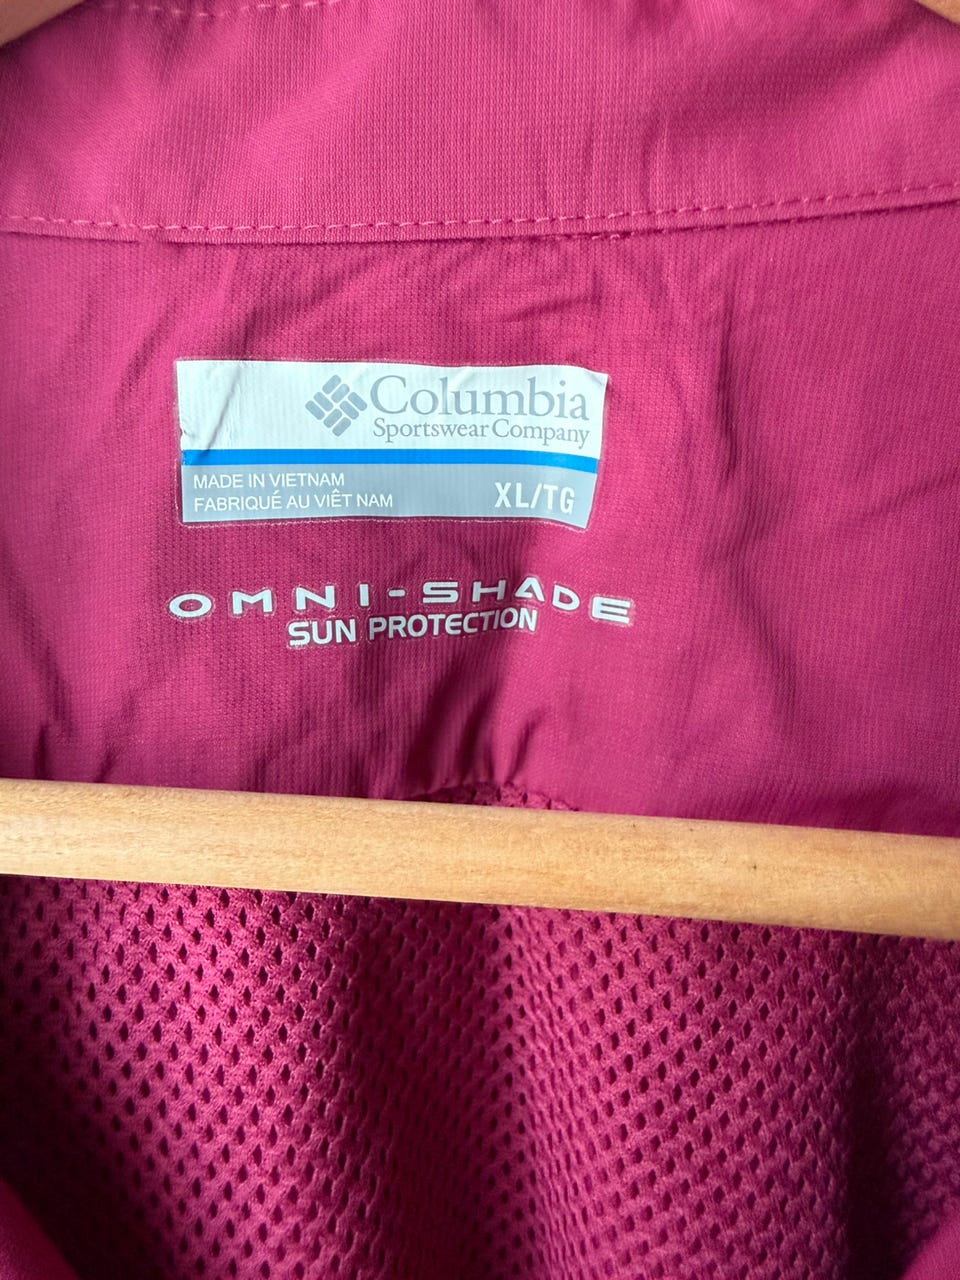 Columbia
Sportswear Company
MADE IN VIETNAM
FABRIQUÉ AU VIÊT NAM
XL/TG
OMNI-SHADE
SUN PROTECTION